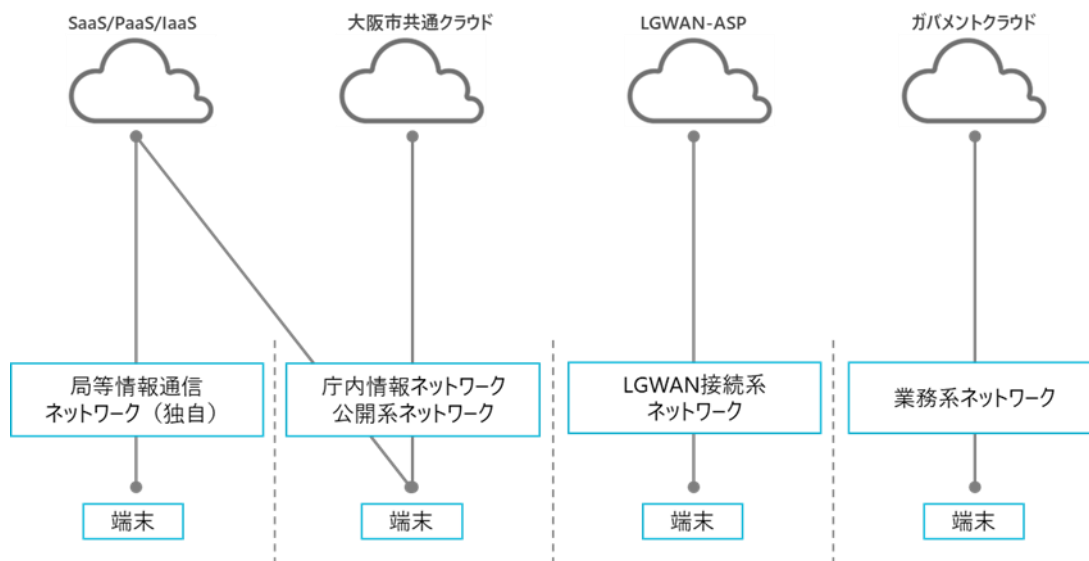 SaaS/PaaS/IaaS
大阪市共通クラウド
LGWAN-ASP
ガバメントクラウド
局等情報通信
ネットワーク（独自）
庁内情報ネットワーク
公開系ネットワーク
LGWAN接続系
ネットワーク
業務系ネットワーク
端末
端末
端末
端末